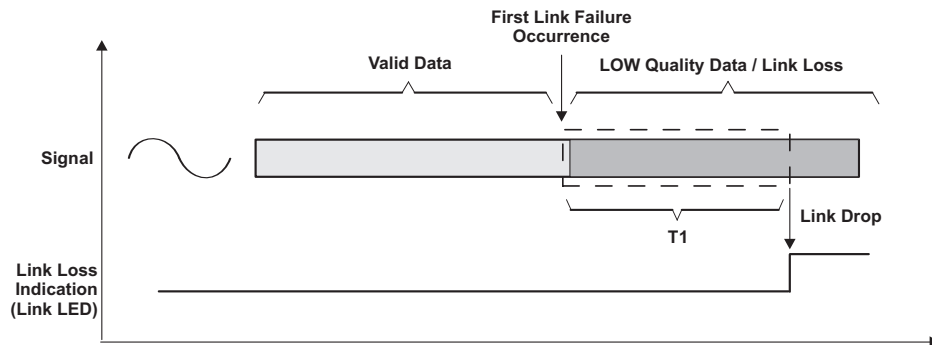 First Link Failure
Occurrence
Valid Data
LOW Quality Data / Link Loss
Signal
T1
Link Drop
Link Loss
Indication
(Link LED)